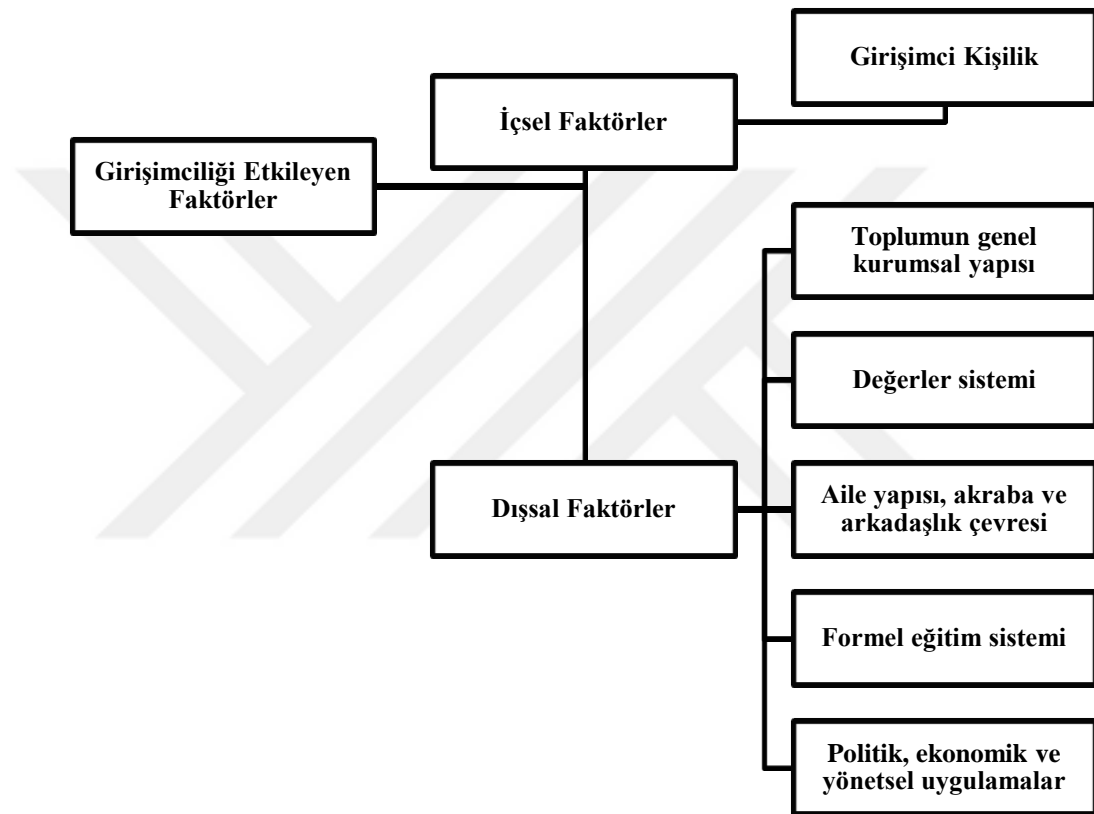 Girişimciliği Etkileyen
Faktörler
İçsel Faktörler
Girişimci Kişilik
Dışsal Faktörler
Toplumun genel
kurumsal yapısı
Değerler sistemi
Aile yapısı, akraba ve
arkadaşlık çevresi
Formel eğitim sistemi
Politik, ekonomik ve
yönetsel uygulamalar